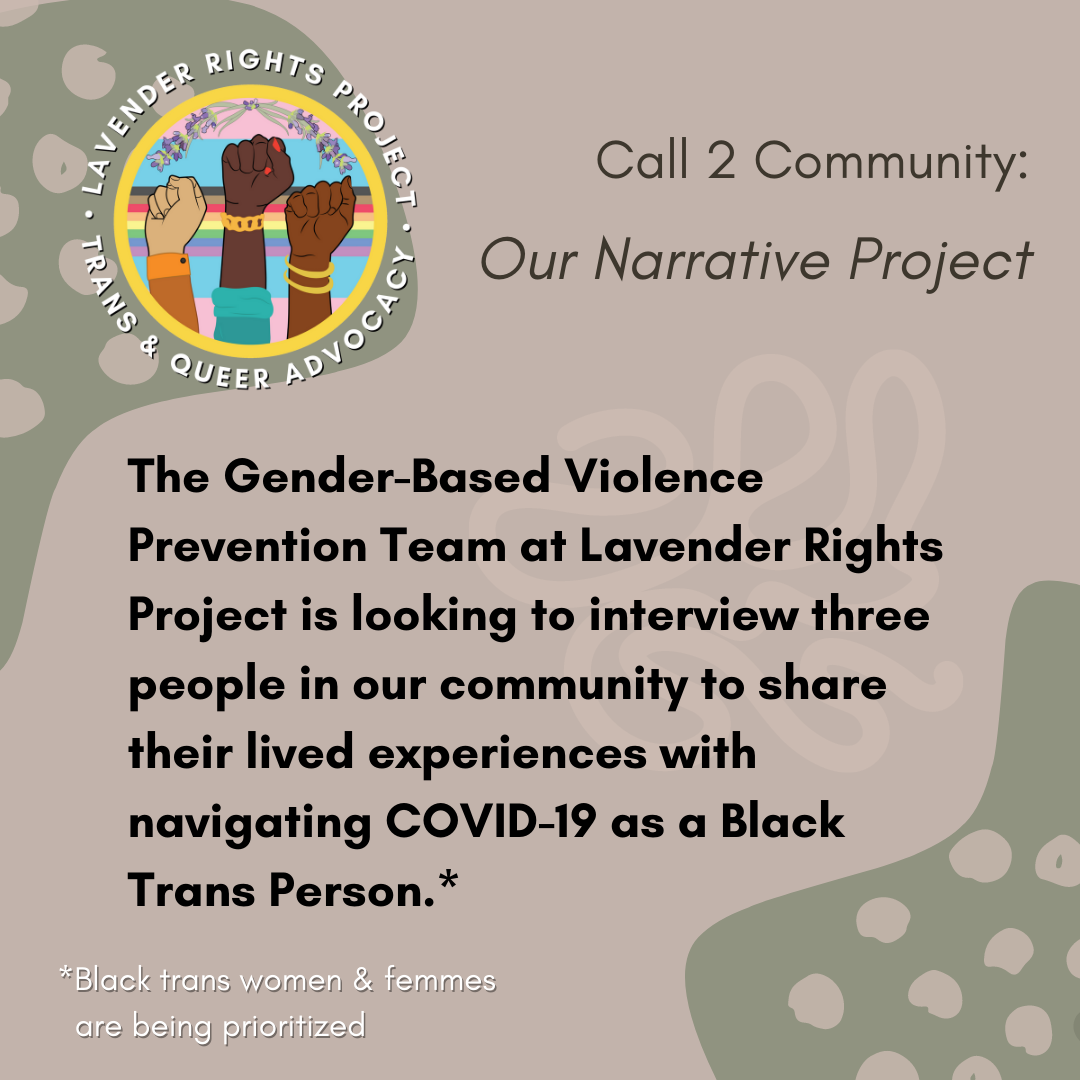 LAVENDER RIGHTS PROJECT • TRANS & QUEER ADVOCACY •
Call 2 Community:
Our Narrative Project
The Gender-Based Violence
Prevention Team at Lavender Rights
Project is looking to interview three
people in our community to share
their lived experiences with
navigating COVID-19 as a Black
Trans Person.*
*Black trans women & femmes
are being prioritized